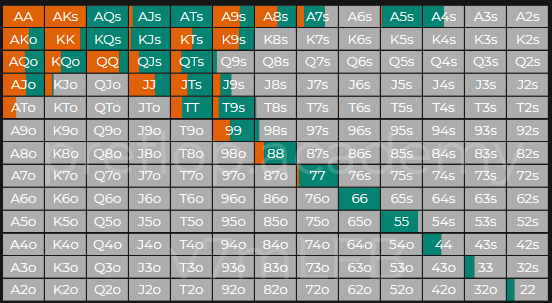 AA AKs AQs AJs ATs A9s A8s A7s A6s A5s A4s A3s A2s
AKo KK KQs KJs KTs K9s K8s K7s K6s K5s K4s K3s K2s
AQo KQo QQ QJs QTs Q9s Q8s Q7s Q6s Q5s Q4s Q3s Q2s
AJo KJo QJo JJ JTs J9s J8s J7s J6s J5s J4s J3s J2s
ATo KTo QTo JTo TT T9s T8s T7s T6s T5s T4s T3s T2s
A9o K9o Q9o J9o T9o 99 98s 97s 96s 95s 94s 93s 92s
A8o K8o Q8o J8o T8o 98o 88 87s 86s 85s 84s 83s 82s
preflop.academy
A7o K7o Q7o J7o T7o 97o 87o 77 76s 75s 74s 73s 72s
A6o K6o Q6o J6o T6o 96o 86o 76o 66 65s 64s 63s 62s
A5o K5o Q5o J5o T5o 95o 85o 75o 65o 55 54s 53s 52s
A4o K4o Q4o J4o T4o 94o 84o 74o 64o 54o 44 43s 42s
A3o K3o Q3o J3o T3o 93o 83o 73o 63o 53o 43o 33 32s
A2o K2o Q2o J2o T2o 92o 82o 72o 62o 52o 42o 32o 22